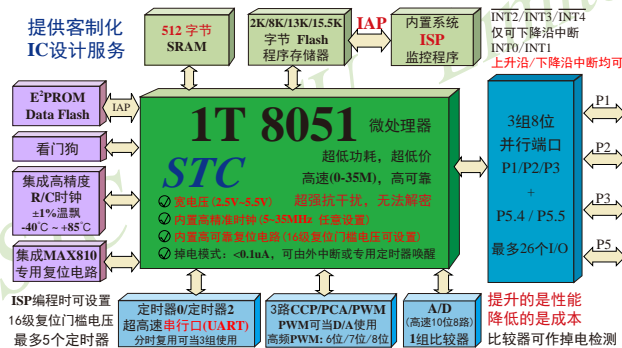 提供客制化
IC设计服务
512 字节
SRAM
2K/8K/13K/15.5K
字节 Flash
程序存储器
IAP
内置系统
ISP
监控程序
INT2/INT3/INT4
仅可下降沿中断
INT0/INT1
上升沿/下降沿中断均可
E²PROM
Data Flash
IAP
看门狗
集成高精度
R/C时钟
±1%温飘
-40℃~+85℃
集成MAX810
专用复位电路
1T 8051 微处理器
STC
超低功耗，超低价
高速(0-35M)，高可靠
超强抗干扰，无法解密
宽电压(2.5V~5.5V)
内置高精准时钟(5~35MHz 任意设置)
内置高可靠复位电路(16级复位门槛电压可设置)
掉电模式：<0.1uA，可由外中断或专用定时器唤醒
3组8位
并行端口
P1/P2/P3
+
P5.4 / P5.5
最多26个I/O
P1
P2
P3
P5
ISP编程时可设置
16级复位门槛电压
最多5个定时器
定时器0/定时器2
超高速串行口(UART)
分时复用可当3组使用
3路CCP/PCA/PWM
PWM可当D/A使用
高频PWM: 6位/7位/8位
A/D
(高速10位8路)
1组比较器
提升的是性能
降低的是成本
比较器可作掉电检测